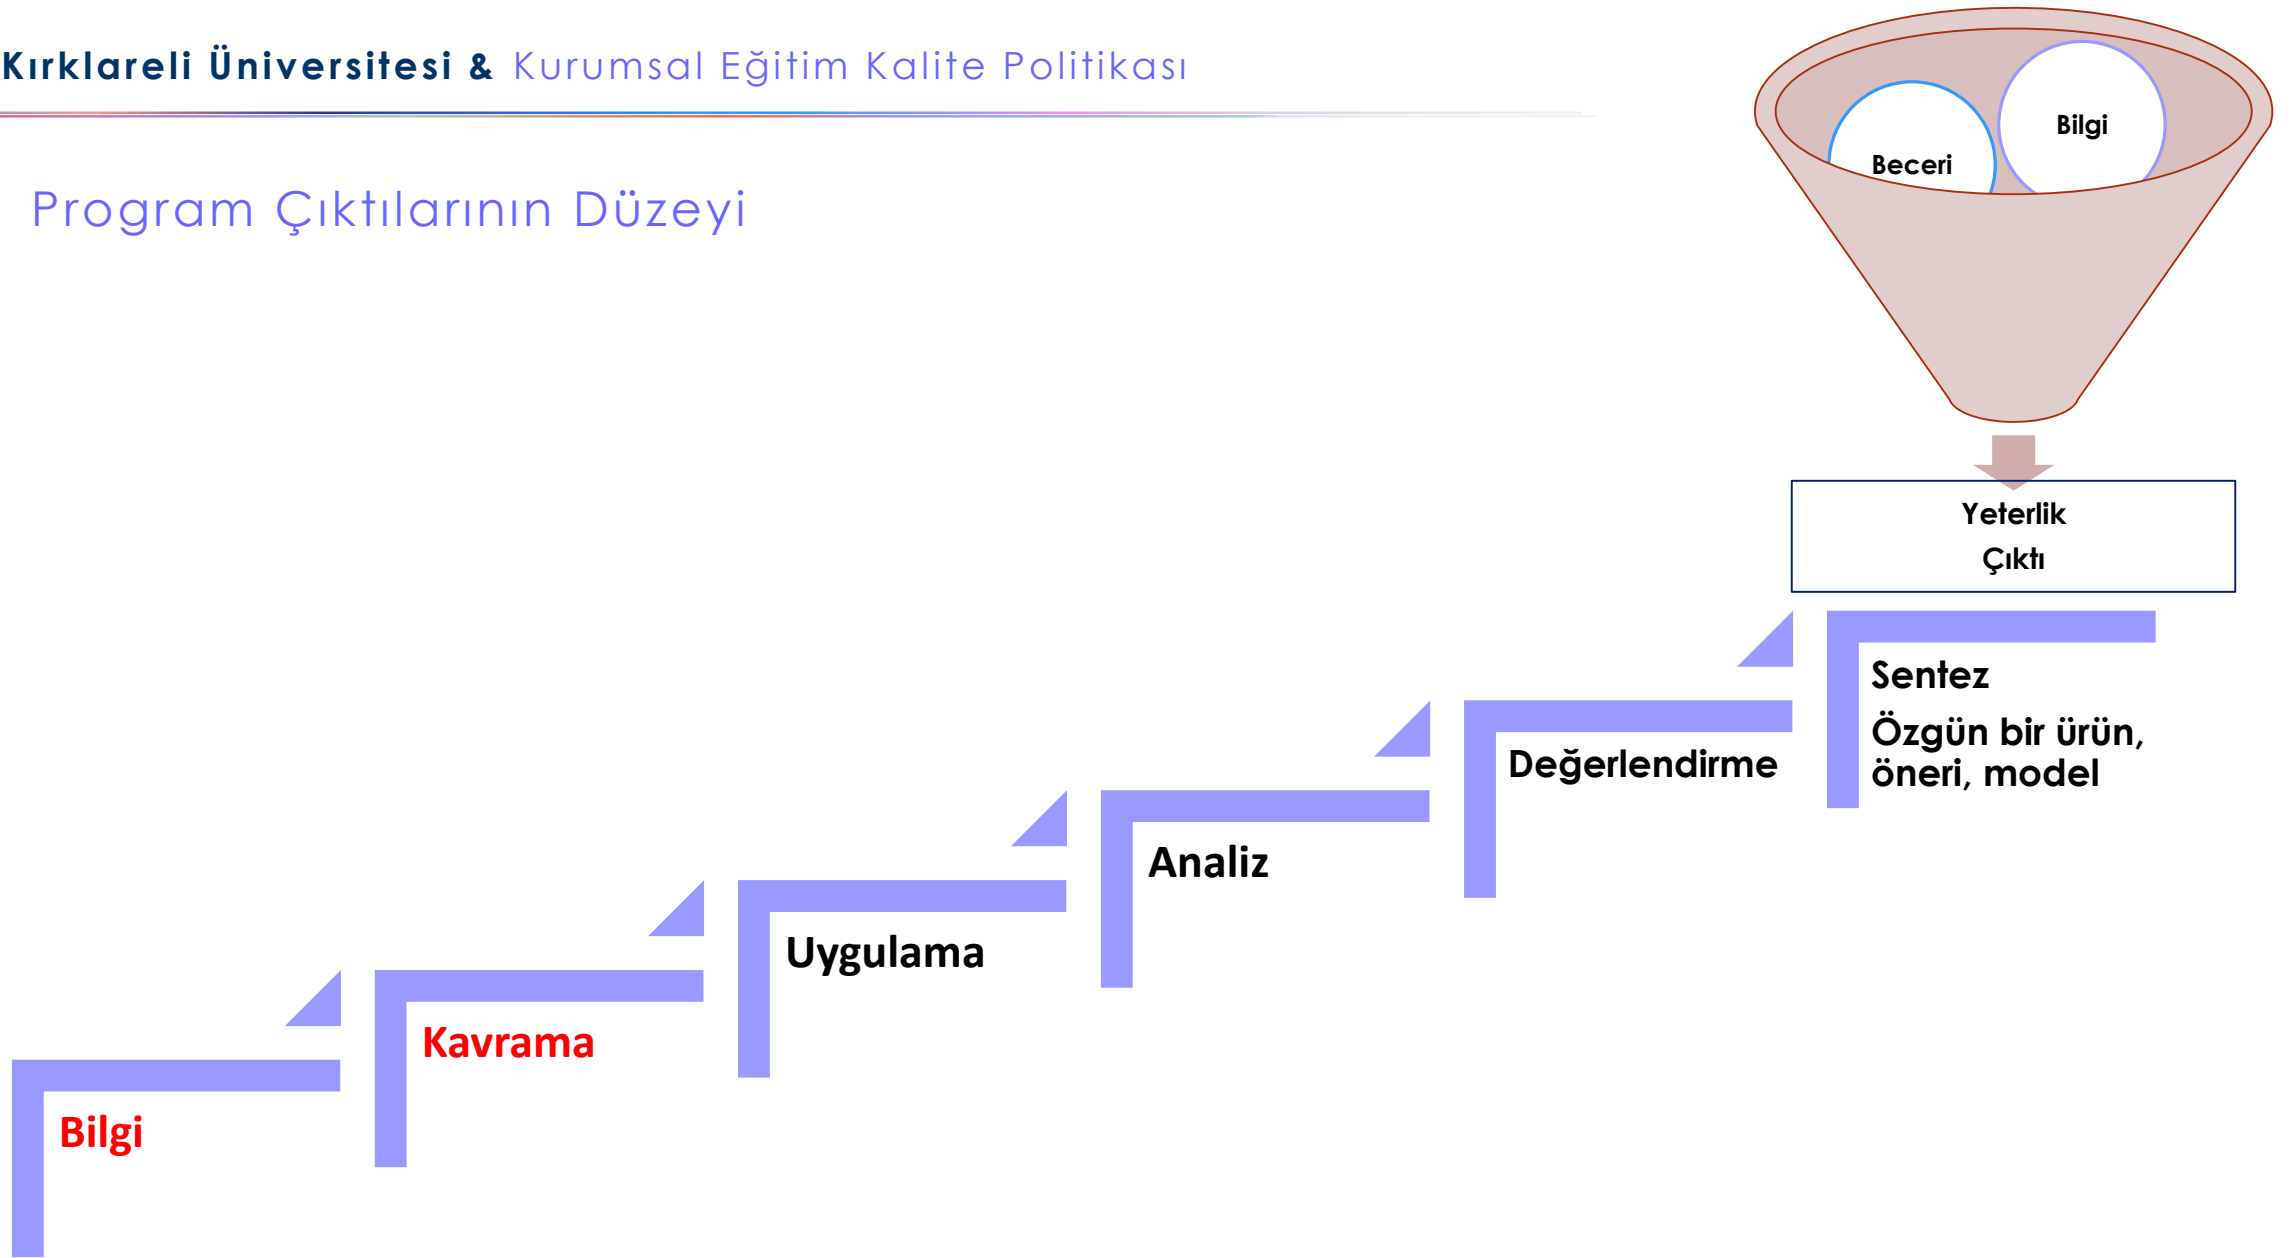 Kırklareli Üniversitesi & Kurumsal Eğitim Kalite Politikası
Program Çıktılarının Düzeyi
Bilgi
Beceri
Yeterlik
Çıktı
Sentez
Özgün bir ürün,
öneri, model
Değerlendirme
Analiz
Uygulama
Kavrama
Bilgi